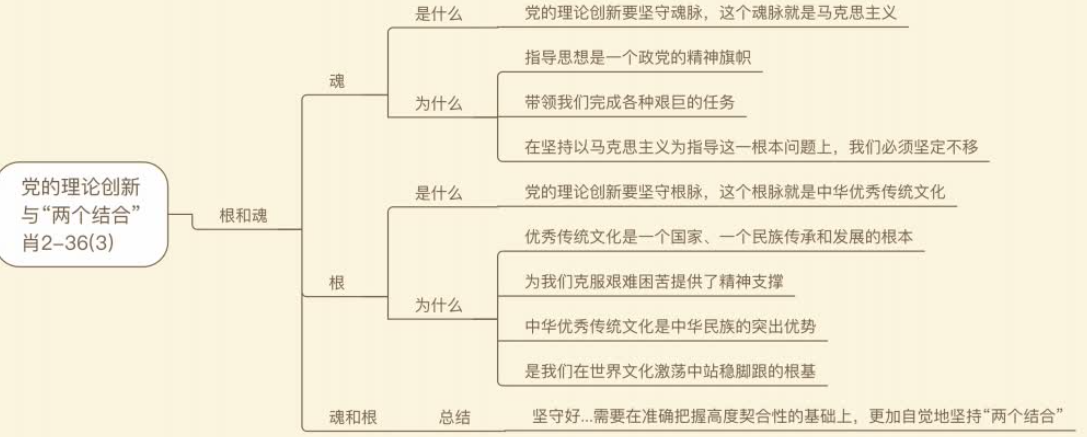 党的理论创新
与“两个结合”
肖2-36(3)
根和魂
魂
是什么
党的理论创新要坚守魂脉，这个魂脉就是马克思主义
为什么
指导思想是一个政党的精神旗帜
带领我们完成各种艰巨的任务
在坚持以马克思主义为指导这一根本问题上，我们必须坚定不移
根
是什么
党的理论创新要坚守根脉，这个根脉就是中华优秀传统文化
为什么
优秀传统文化是一个国家、一个民族传承和发展的根本
为我们克服艰难困苦提供了精神支撑
中华优秀传统文化是中华民族的突出优势
是我们在世界文化激荡中站稳脚跟的根基
魂和根
总结
坚守好...需要在准确把握高度契合性的基础上，更加自觉地坚持“两个结合”